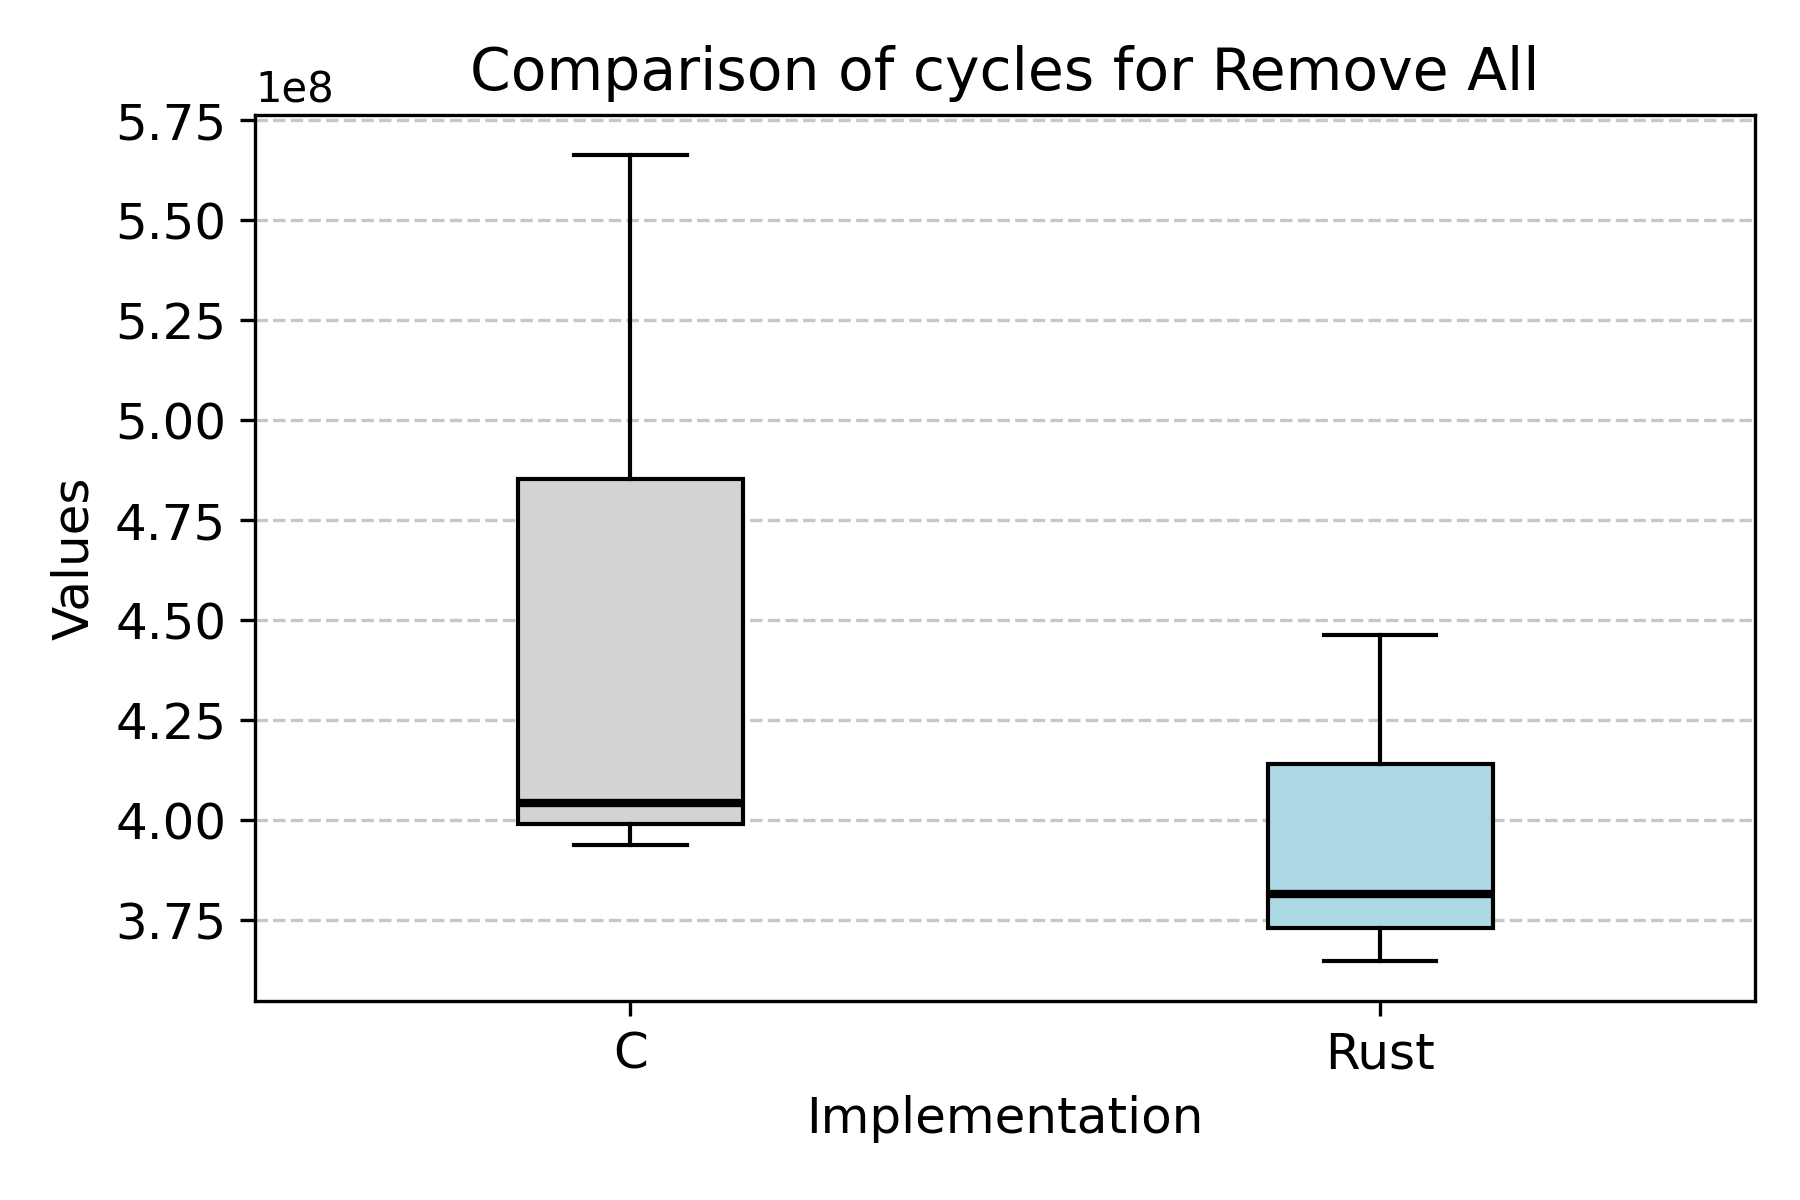 Comparison of cycles for Remove All
1e8
5.75
5.50
5.25
5.00
4.75
4.50
4.25
4.00
3.75
Values
C
Rust
Implementation